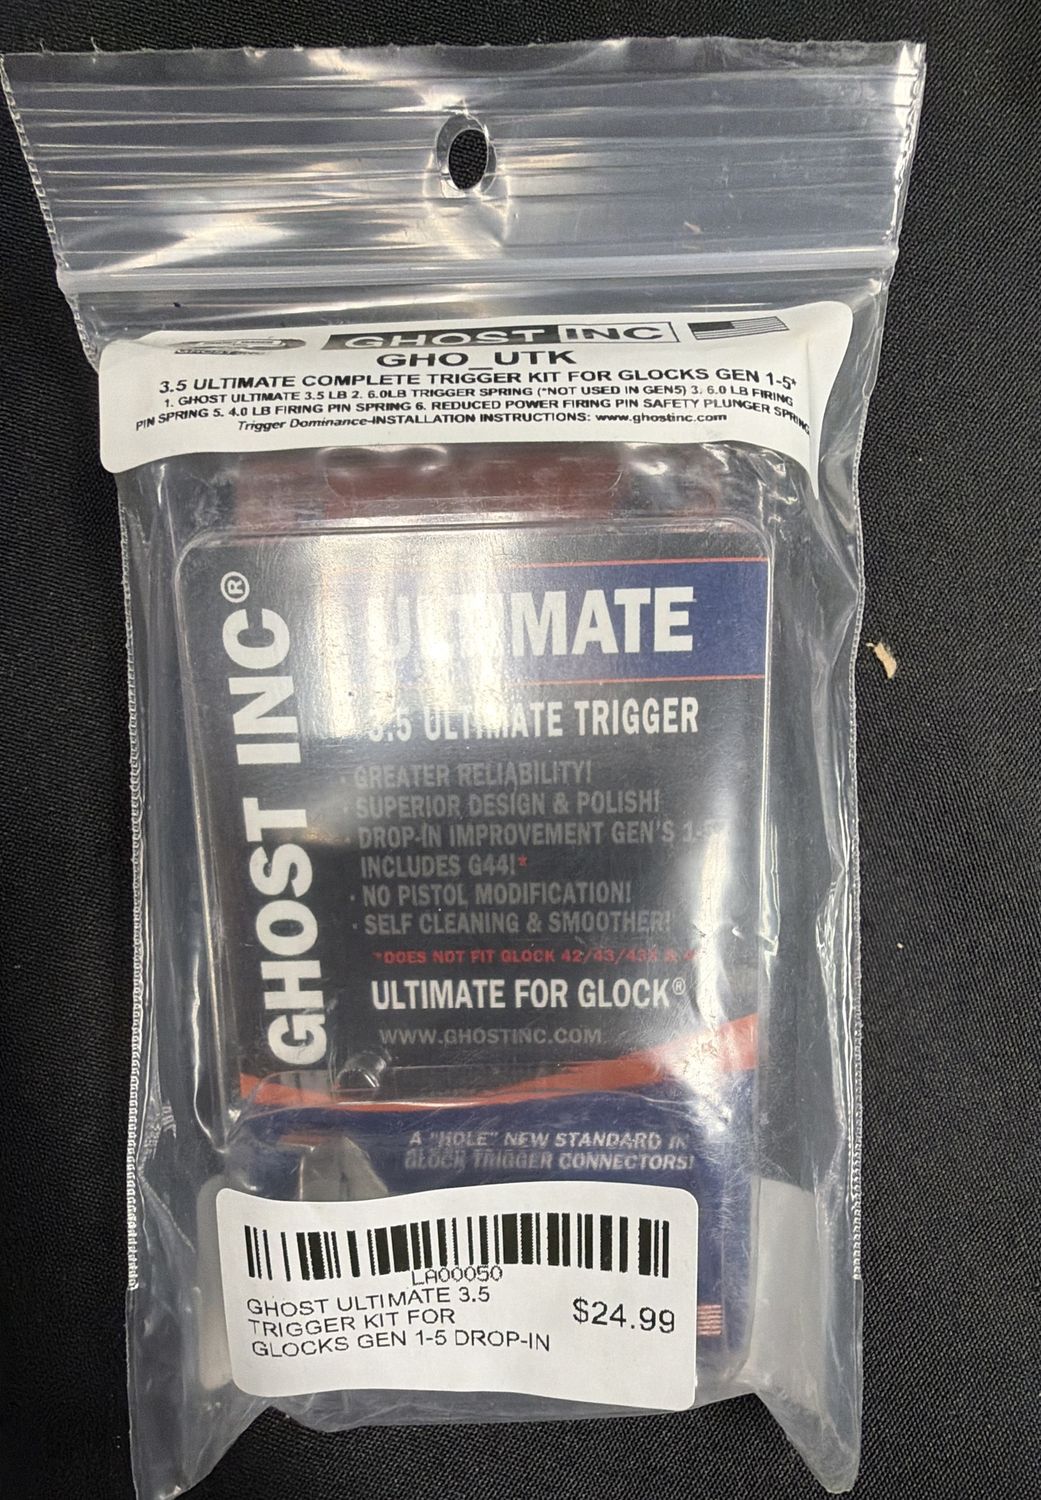 GHOST INC
GHO_UTK
3.5 ULTIMATE COMPLETE TRIGGER KIT FOR GLOCKS GEN 1-5*
1. GHOST ULTIMATE 3.5 LB 2. 6.0LB TRIGGER SPRING (*NOT USED IN GEN5) 3. 6.0 LB FIRING
PIN SPRING 5. 4.0 LB FIRING PIN SPRING 6. REDUCED POWER FIRING PIN SAFETY PLUNGER SPRING
Trigger Dominance-INSTALLATION INSTRUCTIONS: www.ghostinc.com
GHOST INC®
ULTIMATE
3.5 ULTIMATE TRIGGER
· GREATER RELIABILITY!
· SUPERIOR DESIGN & POLISH!
· DROP-IN IMPROVEMENT GEN'S 1-5
INCLUDES G44!*
· NO PISTOL MODIFICATION!
· SELF CLEANING & SMOOTHER!
*DOES NOT FIT GLOCK 42/43/43X &
ULTIMATE FOR GLOCK®
WWW.GHOSTINC.COM
A "HOLE" NEW STANDARD IN
GLOCK TRIGGER CONNECTORS!
LA00050
GHOST ULTIMATE 3.5
TRIGGER KIT FOR
GLOCKS GEN 1-5 DROP-IN
$24.99